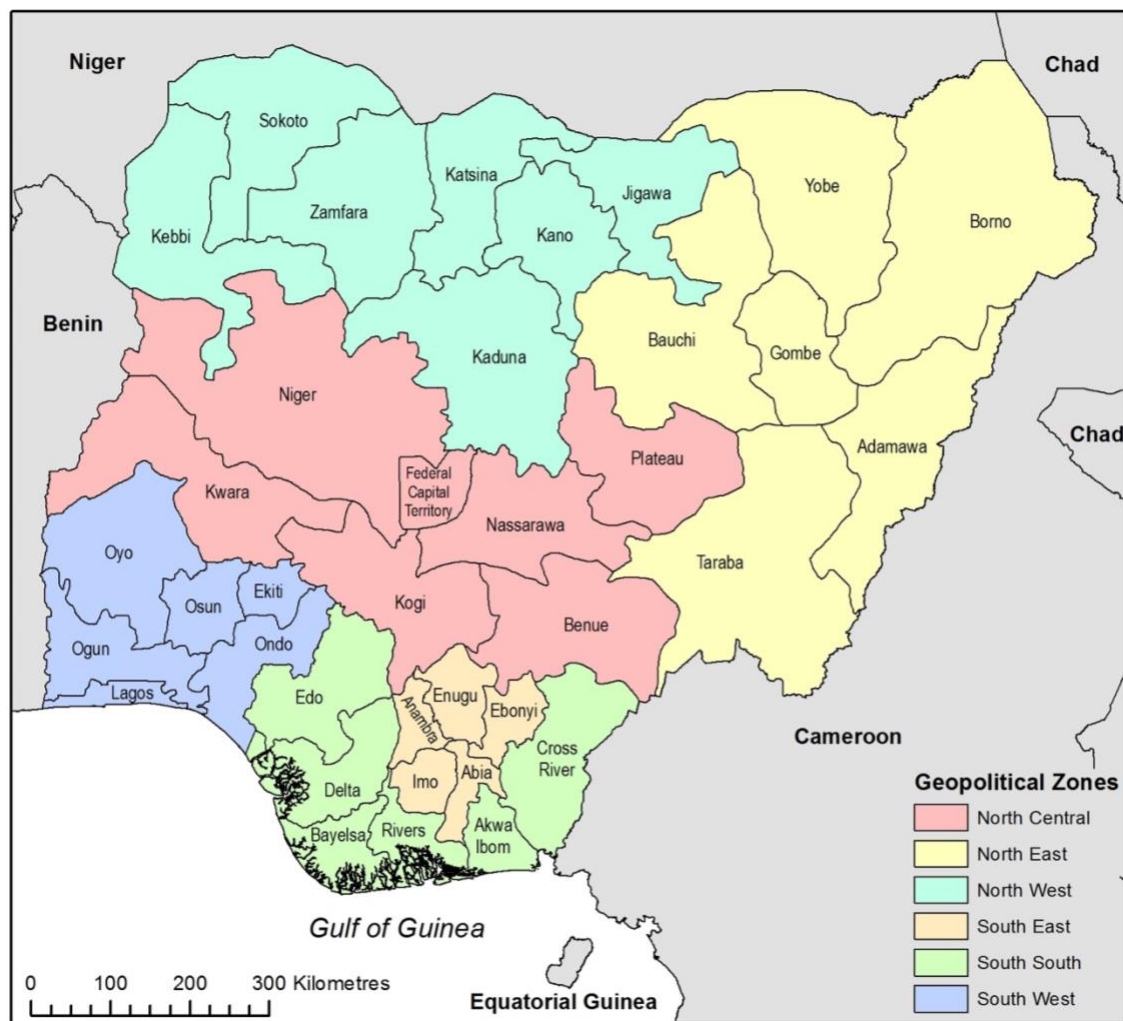 Niger
Chad
Sokoto
Katsina
Jigawa
Yobe
Zamfara
Borno
Kebbi
Kano
Benin
Bauchi
Gombe
Kaduna
Niger
Chad
Adamawa
Plateau
Federal
Capital
Territory
Kwara
Nassarawa
Oyo
Taraba
Ekiti
Osun
Kogi
Benue
Ogun
Ondo
Lagos
Edo
Enugu
Ebonyi
Anambra
Cross
River
Cameroon
Imo
Abia
Delta
Bayelsa
Rivers
Akwa
Ibom
Geopolitical Zones
North Central
North East
North West
South East
South South
South West
Gulf of Guinea
Equatorial Guinea
0 100 200 300 Kilometres